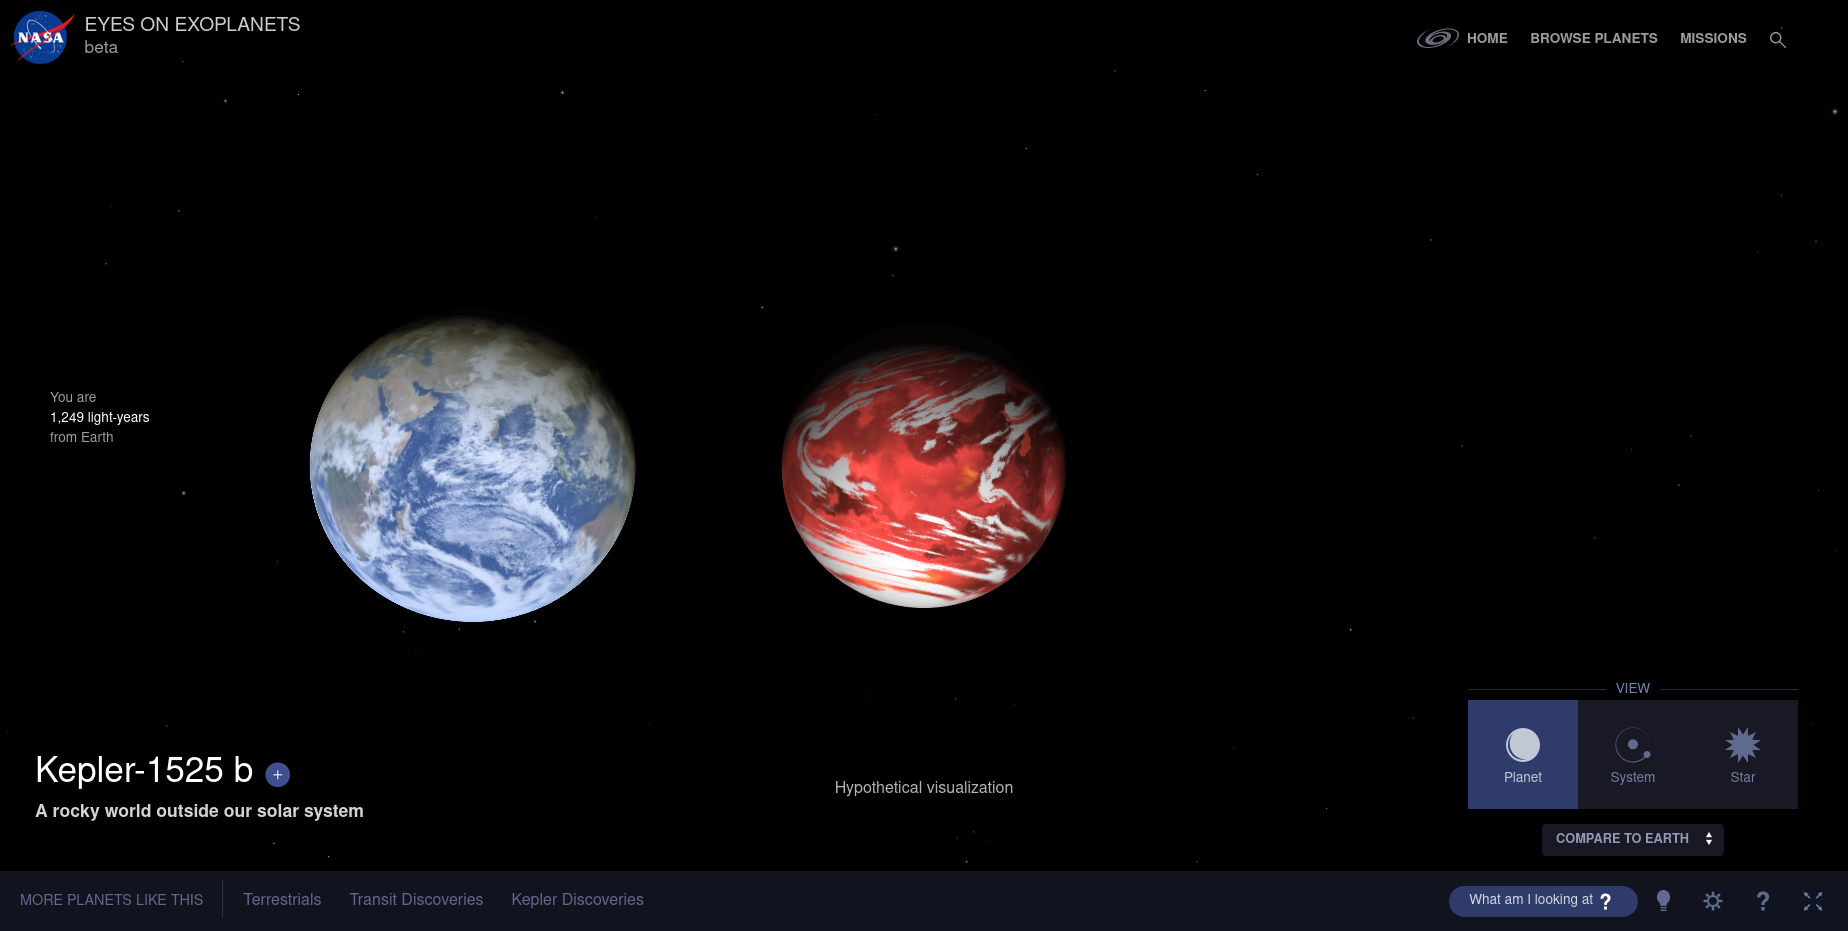 NASA
EYES ON EXOPLANETS
beta
HOME
BROWSE PLANETS
MISSIONS
You are
1,249 light-years
from Earth
Kepler-1525 b +
A rocky world outside our solar system
Hypothetical visualization
VIEW
Planet
System
Star
COMPARE TO EARTH
MORE PLANETS LIKE THIS
Terrestrials
Transit Discoveries
Kepler Discoveries
What am I looking at ?
?